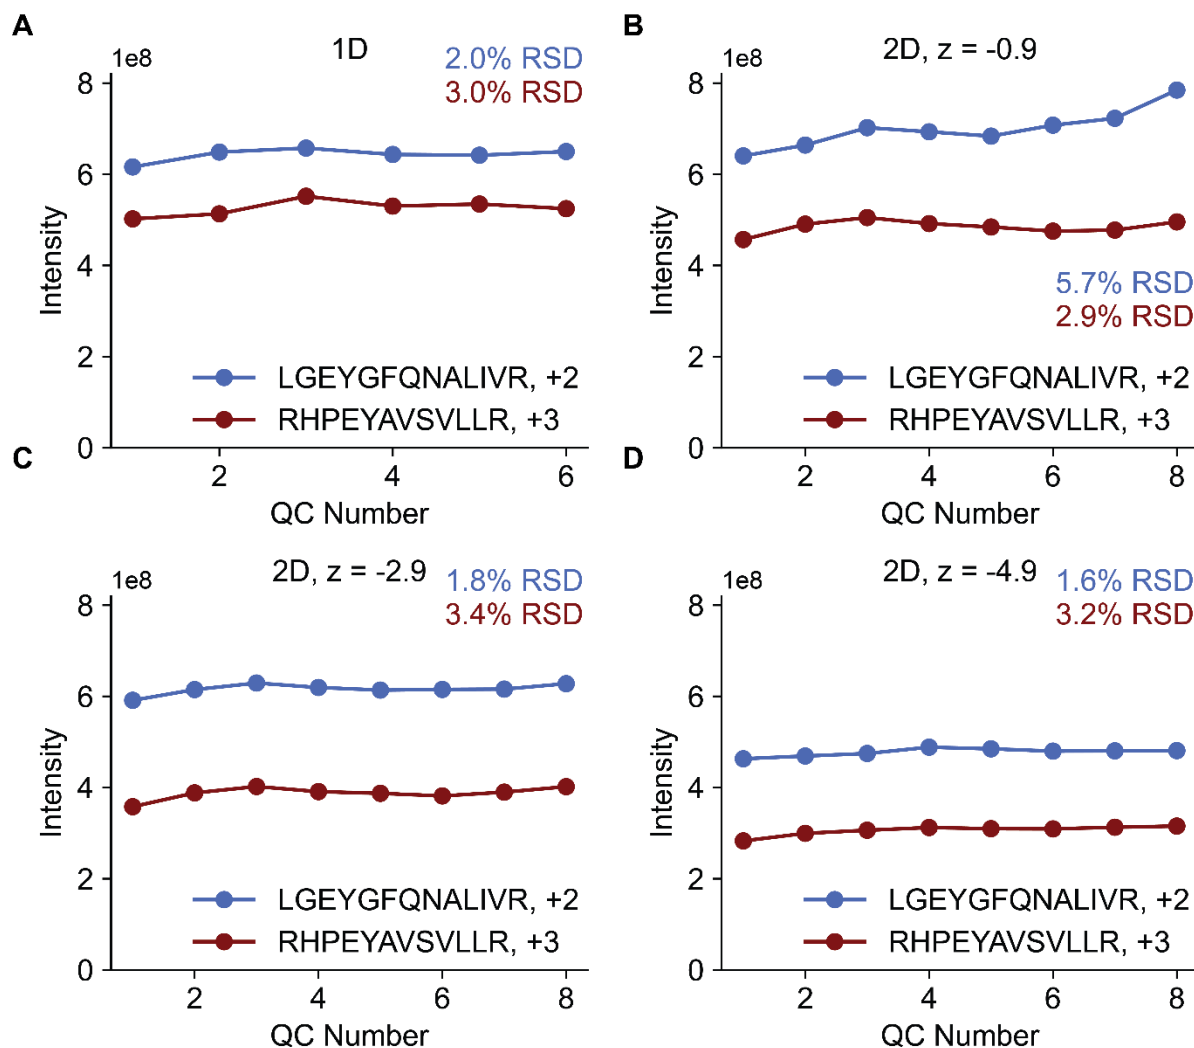 A
1D
1e8
2.0% RSD
3.0% RSD
8
6
4
2
0
Intensity
LGEYGFQNALIVR, +2
RHPEYAVSVLLR, +3
2
4
6
QC Number
B
2D, z = -0.9
1e8
8
6
4
2
0
Intensity
5.7% RSD
2.9% RSD
LGEYGFQNALIVR, +2
RHPEYAVSVLLR, +3
2
4
6
8
QC Number
C
2D, z = -2.9
1e8
1.8% RSD
3.4% RSD
8
6
4
2
0
Intensity
LGEYGFQNALIVR, +2
RHPEYAVSVLLR, +3
2
4
6
8
QC Number
D
2D, z = -4.9
1e8
1.6% RSD
3.2% RSD
8
6
4
2
0
Intensity
LGEYGFQNALIVR, +2
RHPEYAVSVLLR, +3
2
4
6
8
QC Number